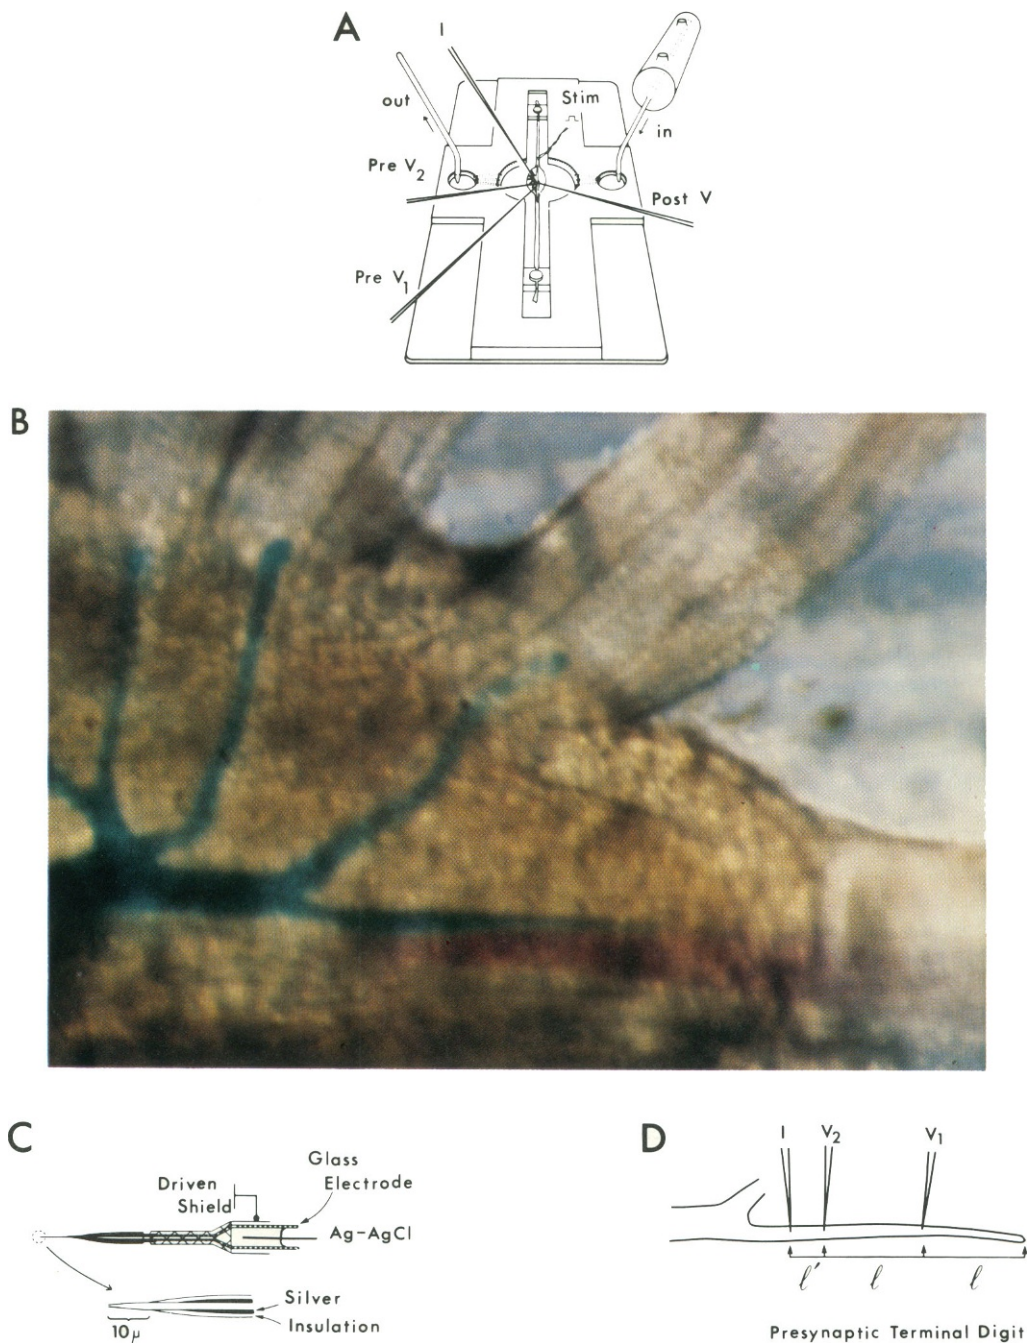 A
I
out
Stim
in
Pre V2
Post V
Pre V1
B
C
Driven
Shield
Glass
Electrode
Ag-AgCl
Silver
Insulation
10μ
D
I
V2
V1
ℓ'
ℓ
ℓ
Presynaptic Terminal Digit